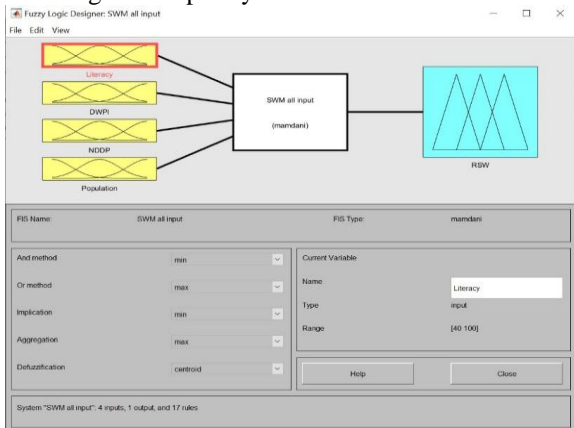 Fuzzy Logic Designer: SWM all input
File Edit View
Literacy
DWPI
NDDP
Population
SWM all input
(mamdani)
RSW
FIS Name: SWM all input FIS Type: mamdani
And method min
Or method max
Implication min
Aggregation max
Defuzzification centroid
Current Variable
Name Literacy
Type input
Range [40 100]
Help Close
System "SWM all input": 4 inputs, 1 output, and 17 rules